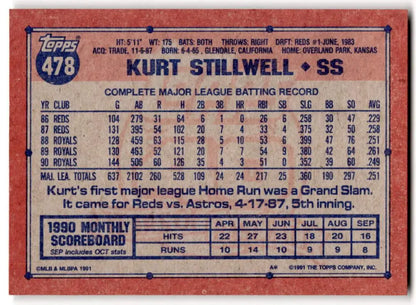 Topps
478
HT: 5'11" WT: 175 BATS: BOTH THROWS: RIGHT DRFT: REDS #1-JUNE, 1983
ACQ: TRADE, 11-6-87 BORN: 6-4-65, GLENDALE, CALIFORNIA HOME: OVERLAND PARK, KANSAS
KURT STILLWELL ♦ SS
COMPLETE MAJOR LEAGUE BATTING RECORD
YR CLUB G AB R H 2B 3B HR RBI SB SLG BB SO AVG
86 REDS 104 279 31 64 6 1 0 26 6 .258 30 47 .229
87 REDS 131 395 54 102 20 7 4 33 4 .375 32 50 .258
88 ROYALS 128 459 63 115 28 5 10 53 6 .399 47 76 .251
89 ROYALS 130 463 52 121 20 7 7 54 9 .380 42 64 .261
90 ROYALS 144 506 60 126 35 4 3 51 0 .352 39 60 .249
MAJ. LEA. TOTALS 637 2102 260 528 109 24 24 217 25 .361 190 297 .251
Kurt's first major league Home Run was a Grand Slam.
It came for Reds vs. Astros, 4-17-87, 5th inning.
1990 MONTHLY
SCOREBOARD
SEP INCLUDES OCT STATS
APR MAY JUN JUL AUG SEP
HITS 22 27 23 18 20 16
RUNS 10 14 10 9 9 8
©MLB & MLBPA 1991 A# ©1991 THE TOPPS COMPANY, INC.